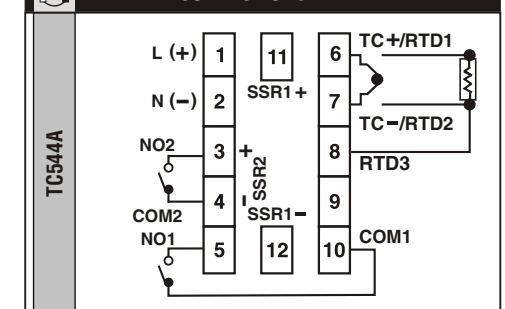 TC544A
L (+)
N (−)
NO2
COM2
NO1
1
2
3
4
5
+
-
SSR2
11
SSR1+
SSR1−
12
6
7
8
9
10
TC+/RTD1
TC−/RTD2
RTD3
COM1